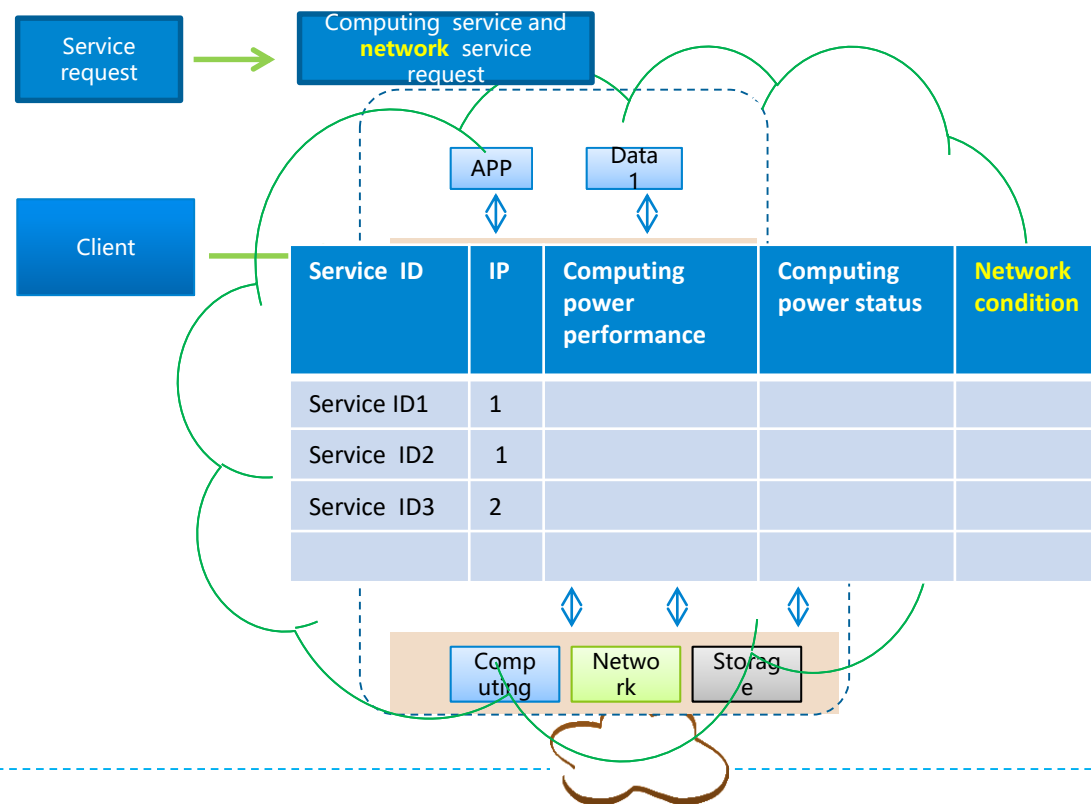 Service
request
Computing service and
network service
request
APP
Data
1
Client
Service ID
IP
Computing
power
performance
Computing
power status
Network
condition
Service ID1
1
Service ID2
1
Service ID3
2
Comp
uting
Netwo
rk
Storag
e